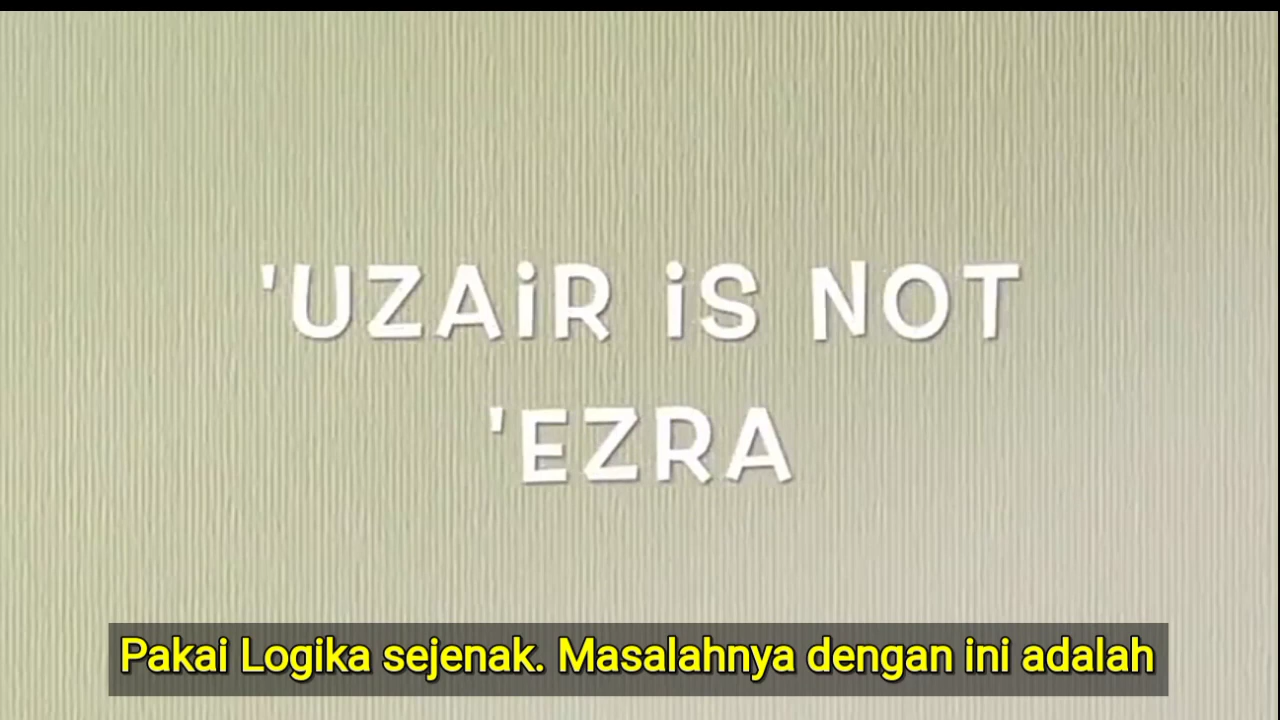 'UZAiR iS NOT
'EZRA
Pakai Logika sejenak. Masalahnya dengan ini adalah